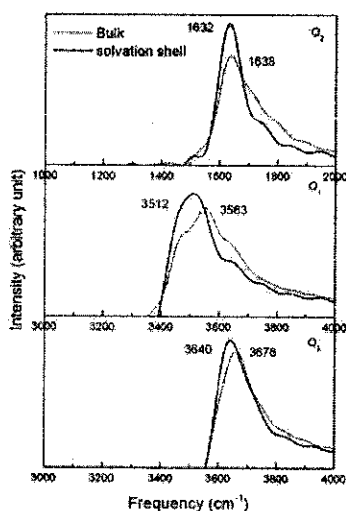 Bulk
solvation shell
Q2
1632
1638
1000 1200 1400 1600 1800 2000
Q1
3512
3563
3000 3200 3400 3600 3800 4000
3640
3678
3000 3200 3400 3600 3800 4000
Intensity (arbitrary unit)
Frequency (cm⁻¹)